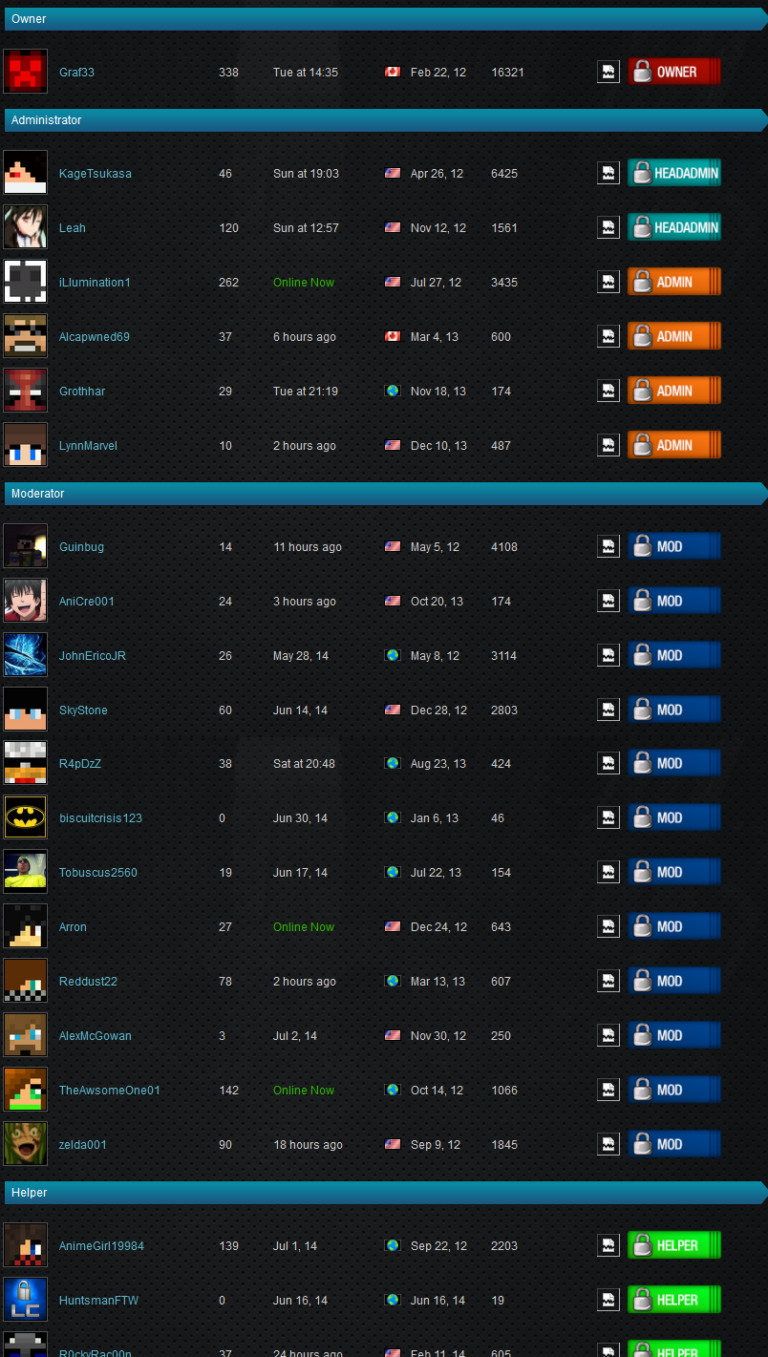 Owner
Graf33 338 Tue at 14:35 Feb 22, 12 16321 OWNER
Administrator
KageTsukasa 46 Sun at 19:03 Apr 26, 12 6425 HEADADMIN
Leah 120 Sun at 12:57 Nov 12, 12 1561 HEADADMIN
iLlumination1 262 Online Now Jul 27, 12 3435 ADMIN
Alcapwned69 37 6 hours ago Mar 4, 13 600 ADMIN
Grothhar 29 Tue at 21:19 Nov 18, 13 174 ADMIN
LynnMarvel 10 2 hours ago Dec 10, 13 487 ADMIN
Moderator
Guinbug 14 11 hours ago May 5, 12 4108 MOD
AniCre001 24 3 hours ago Oct 20, 13 174 MOD
JohnEricoJR 26 May 28, 14 May 8, 12 3114 MOD
SkyStone 60 Jun 14, 14 Dec 28, 12 2803 MOD
R4pDzZ 38 Sat at 20:48 Aug 23, 13 424 MOD
biscuitcrisis123 0 Jun 30, 14 Jan 6, 13 46 MOD
Tobuscus2560 19 Jun 17, 14 Jul 22, 13 154 MOD
Arron 27 Online Now Dec 24, 12 643 MOD
Reddust22 78 2 hours ago Mar 13, 13 607 MOD
AlexMcGowan 3 Jul 2, 14 Nov 30, 12 250 MOD
TheAwsomeOne01 142 Online Now Oct 14, 12 1066 MOD
zelda001 90 18 hours ago Sep 9, 12 1845 MOD
Helper
AnimeGirl19984 139 Jul 1, 14 Sep 22, 12 2203 HELPER
LC HuntsmanFTW 0 Jun 16, 14 Jun 16, 14 19 HELPER
R0ckyRac00n 37 24 hours ago Feb 11, 14 605 HELPER